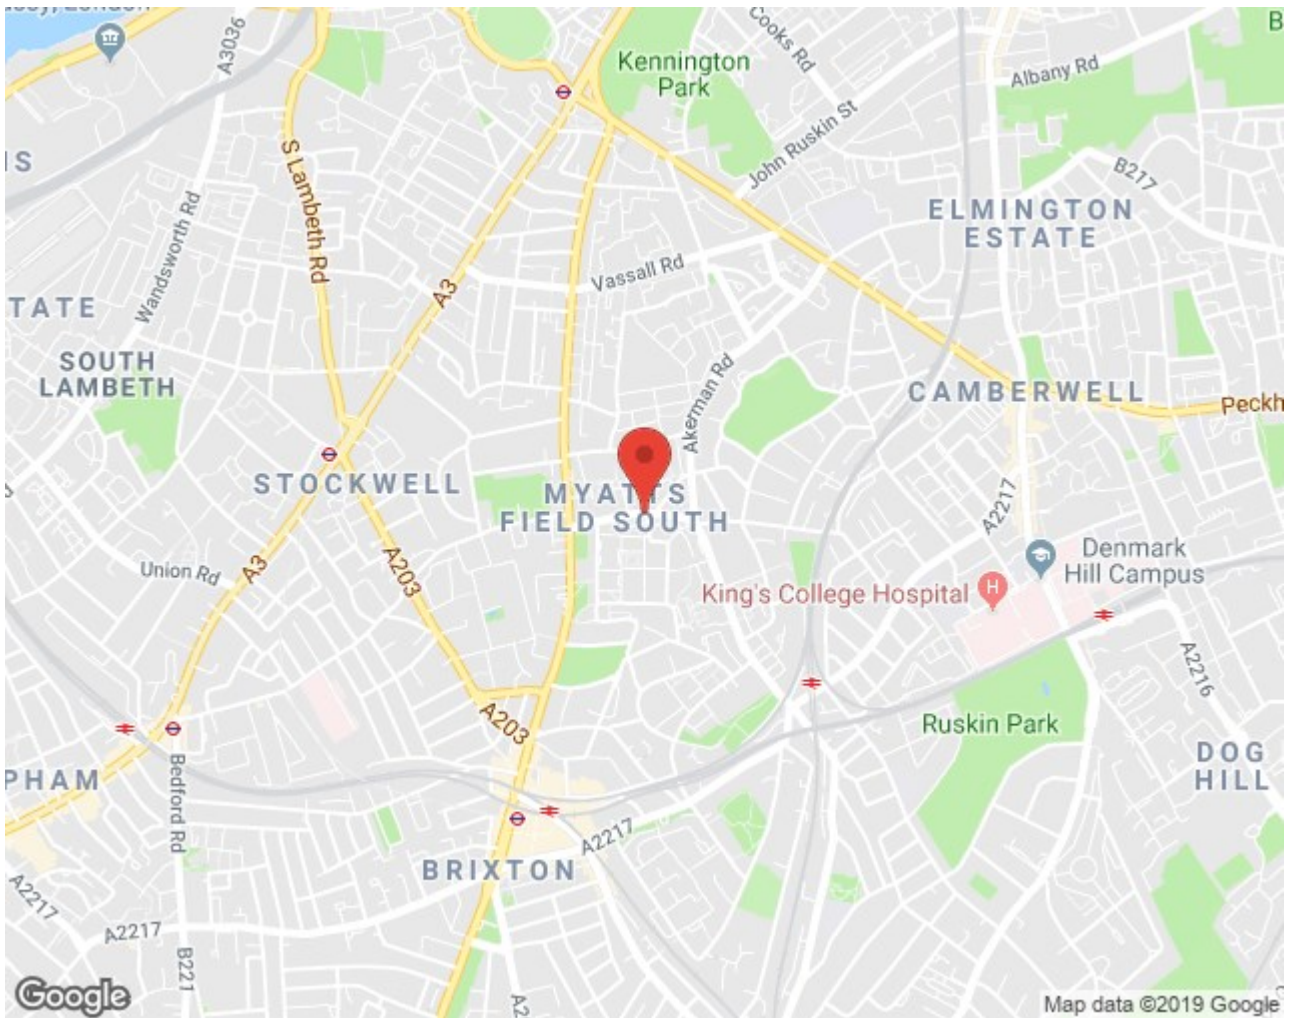 London
A3036
Cooks Rd
B
Kennington
Park
Albany Rd
John Ruskin St
IS
S Lambeth Rd
B217
Wandsworth Rd
ELMINGTON
ESTATE
Vassall Rd
A3
TATE
SOUTH
LAMBETH
Akerman Rd
CAMBERWELL
Peckh
STOCKWELL
MYATTS
FIELD SOUTH
A2217
Union Rd
A3
A203
Denmark
Hill Campus
King's College Hospital
H
A2216
A203
Ruskin Park
DOG
HILL
PHAM
Bedford Rd
A2217
BRIXTON
A2217
A2217
B221
A2
Google
Map data ©2019 Google